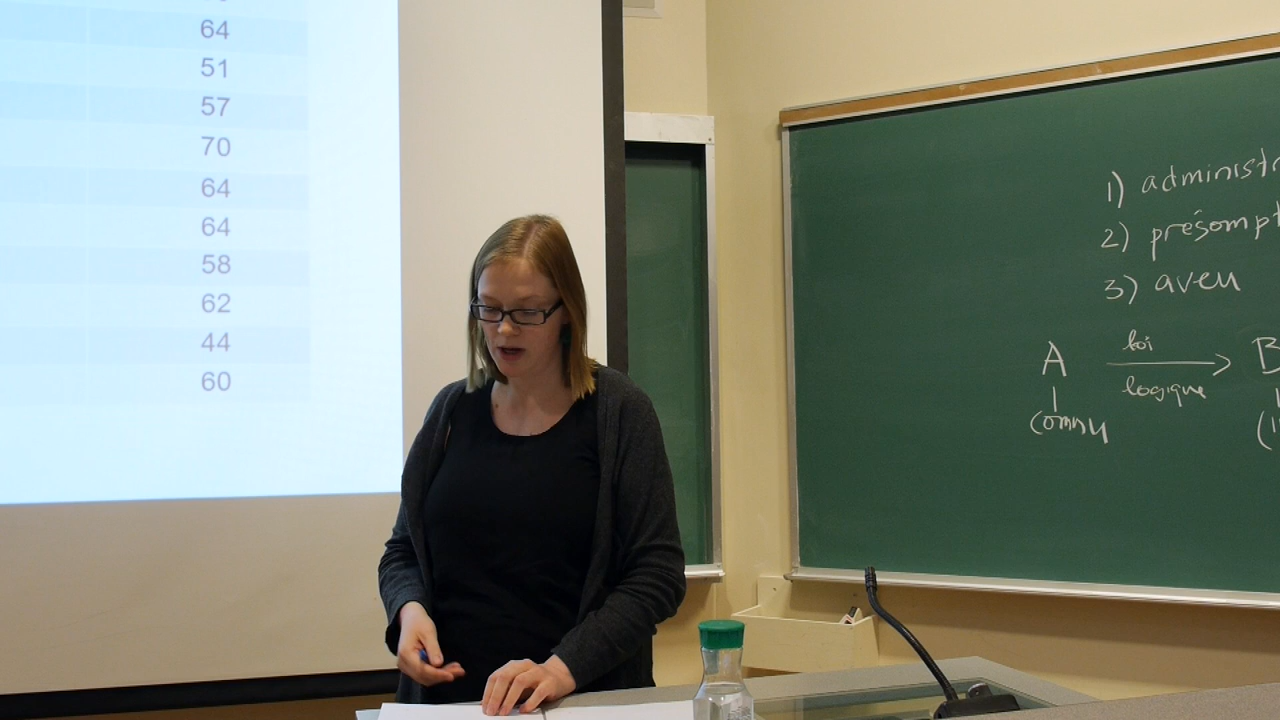 64
51
57
70
64
64
58
62
44
60
1) administr
2) présompt
3) aveu
loi
A B
logique
connu